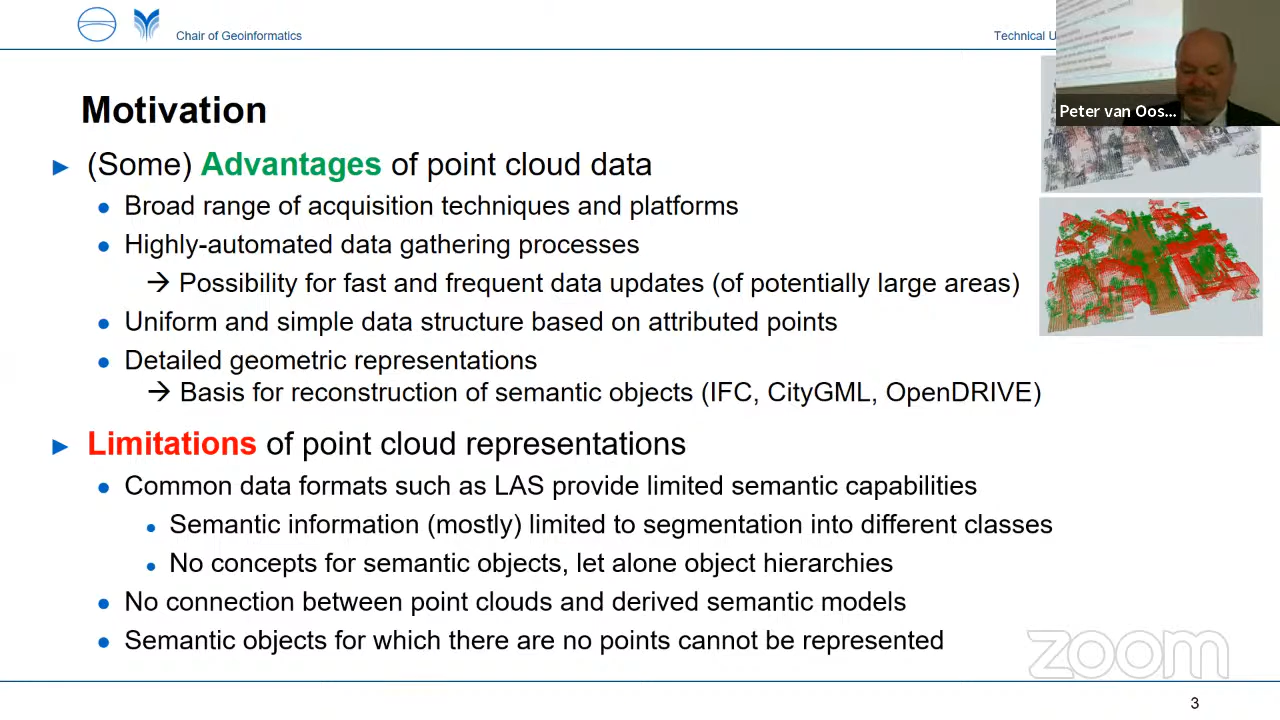 Chair of Geoinformatics
Technical U
Peter van Oos...
Motivation
(Some) Advantages of point cloud data
Broad range of acquisition techniques and platforms
Highly-automated data gathering processes
→ Possibility for fast and frequent data updates (of potentially large areas)
Uniform and simple data structure based on attributed points
Detailed geometric representations
→ Basis for reconstruction of semantic objects (IFC, CityGML, OpenDRIVE)
Limitations of point cloud representations
Common data formats such as LAS provide limited semantic capabilities
Semantic information (mostly) limited to segmentation into different classes
No concepts for semantic objects, let alone object hierarchies
No connection between point clouds and derived semantic models
Semantic objects for which there are no points cannot be represented
zoom
3